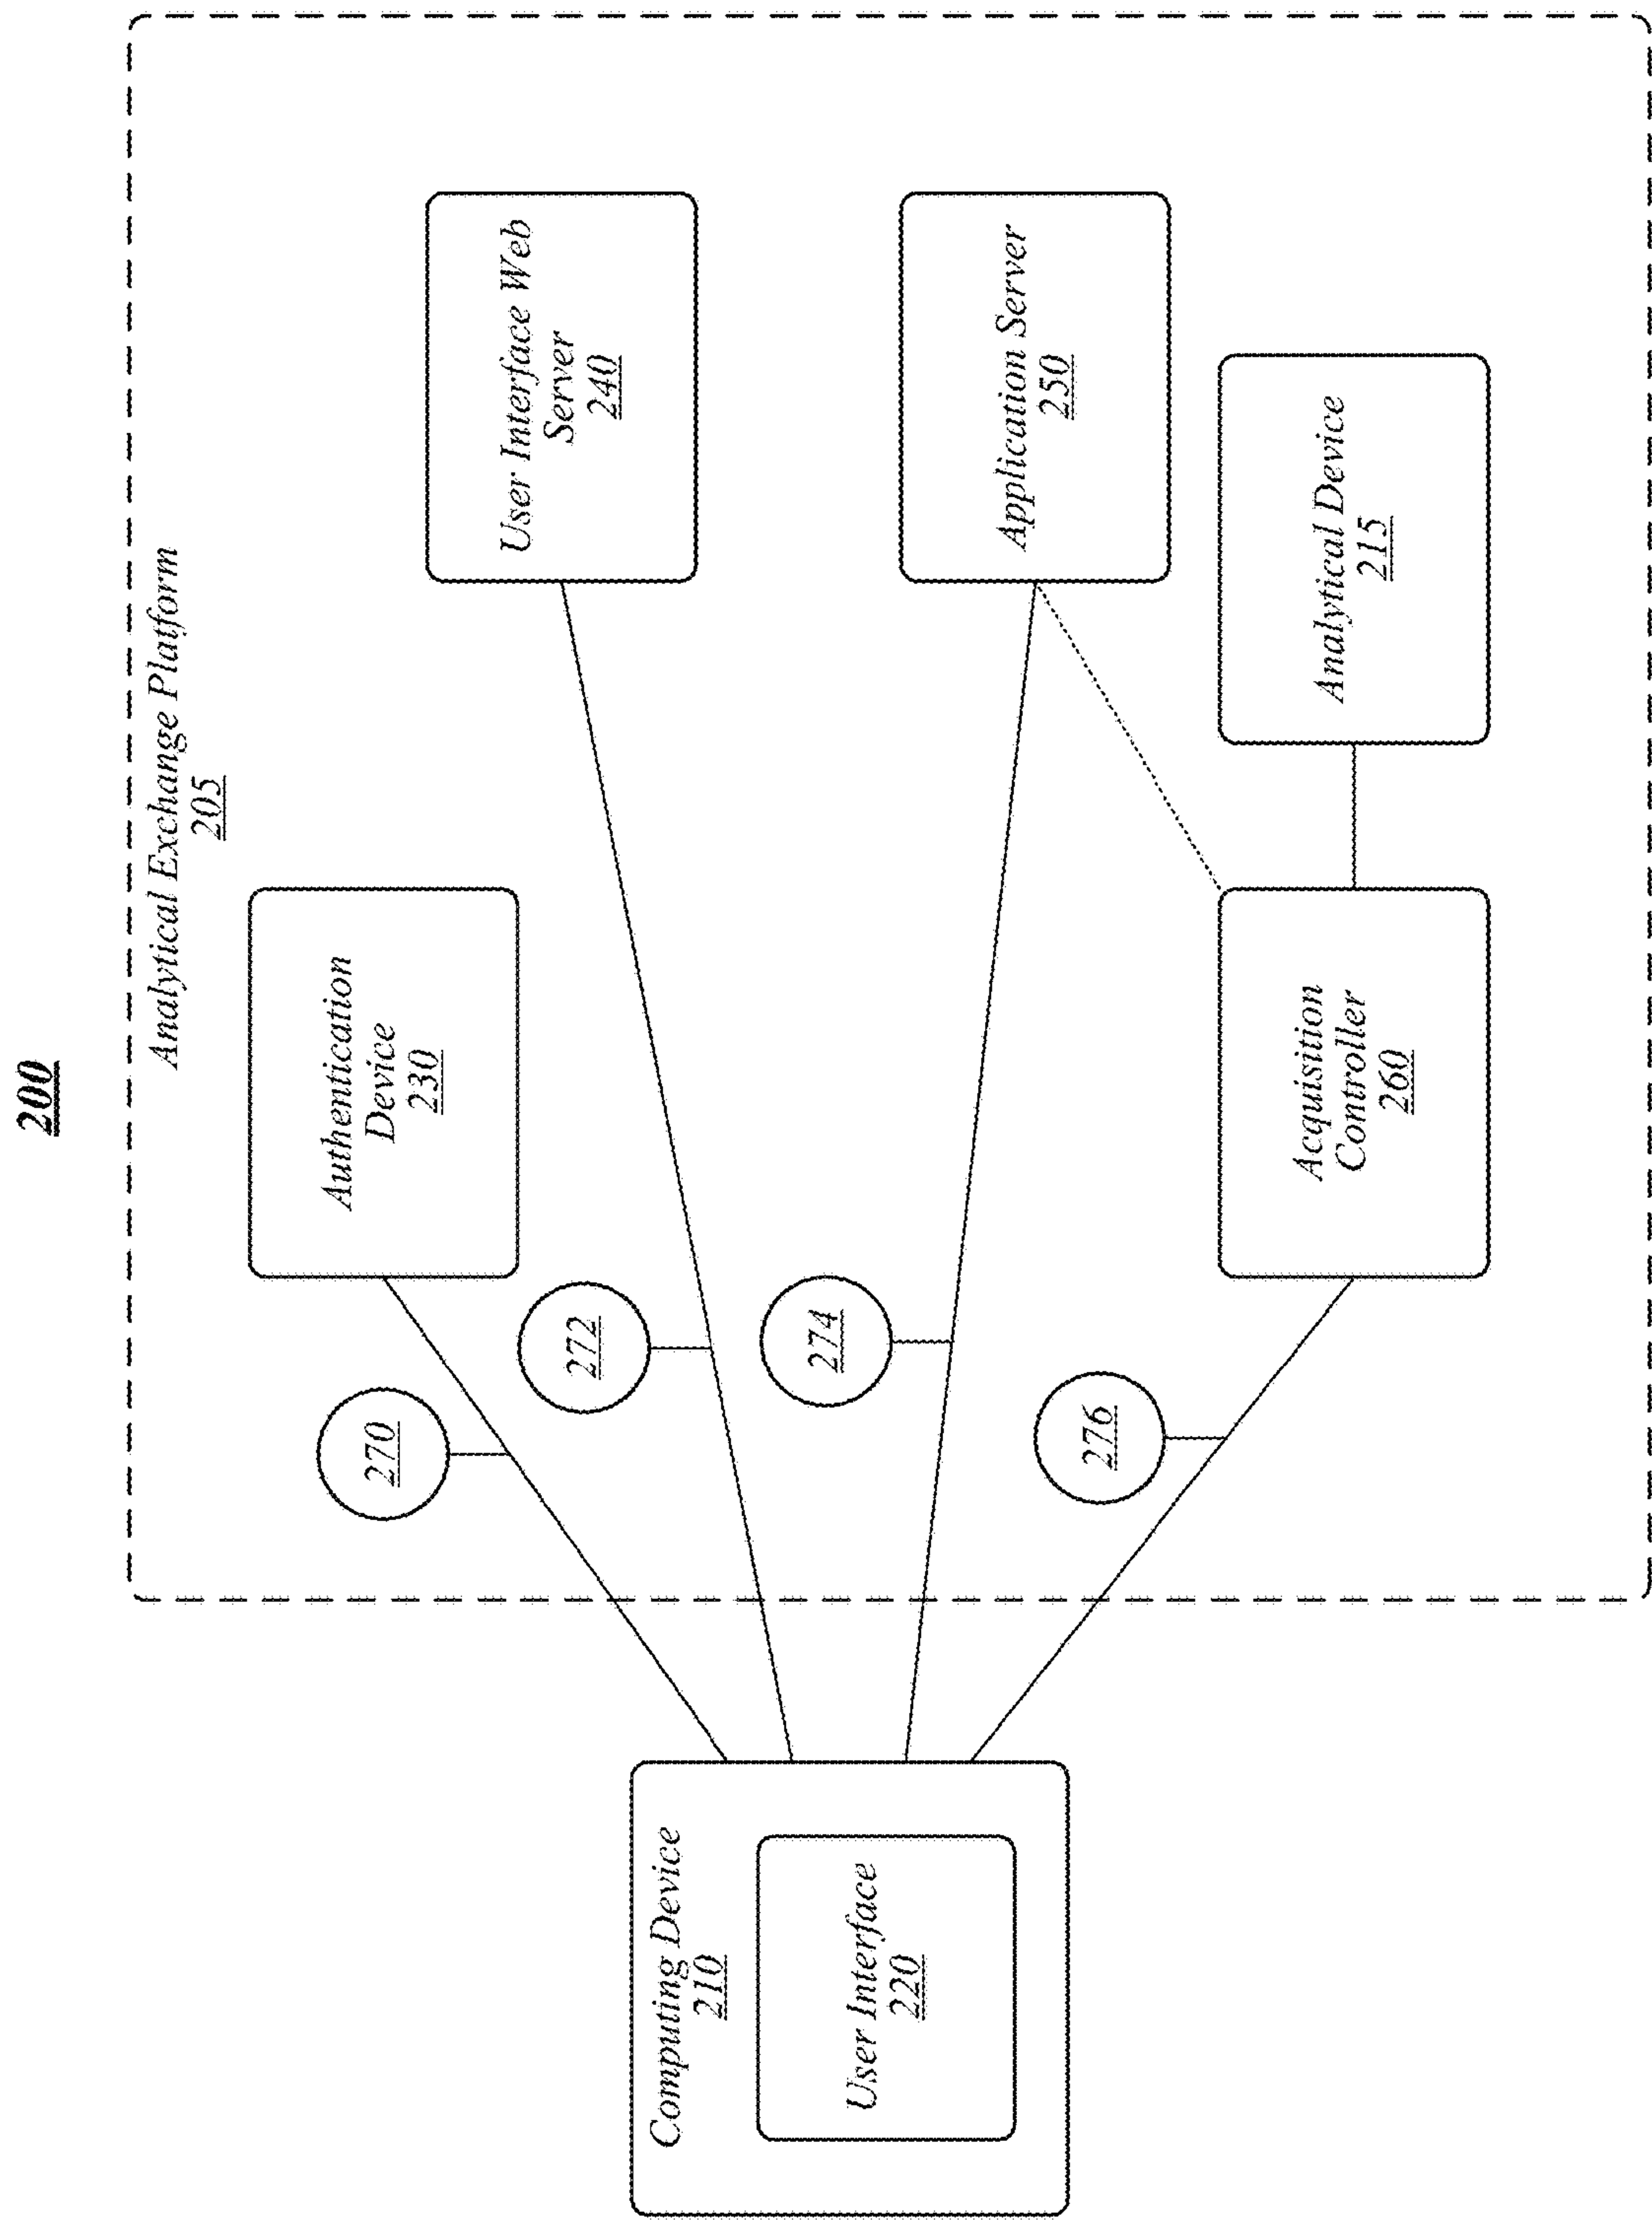 200
Analytical Exchange Platform
205
Computing Device
210
User Interface
220
270
Authentication
Device
230
272
User Interface Web
Server
240
274
Application Server
250
276
Acquisition
Controller
260
Analytical Device
215